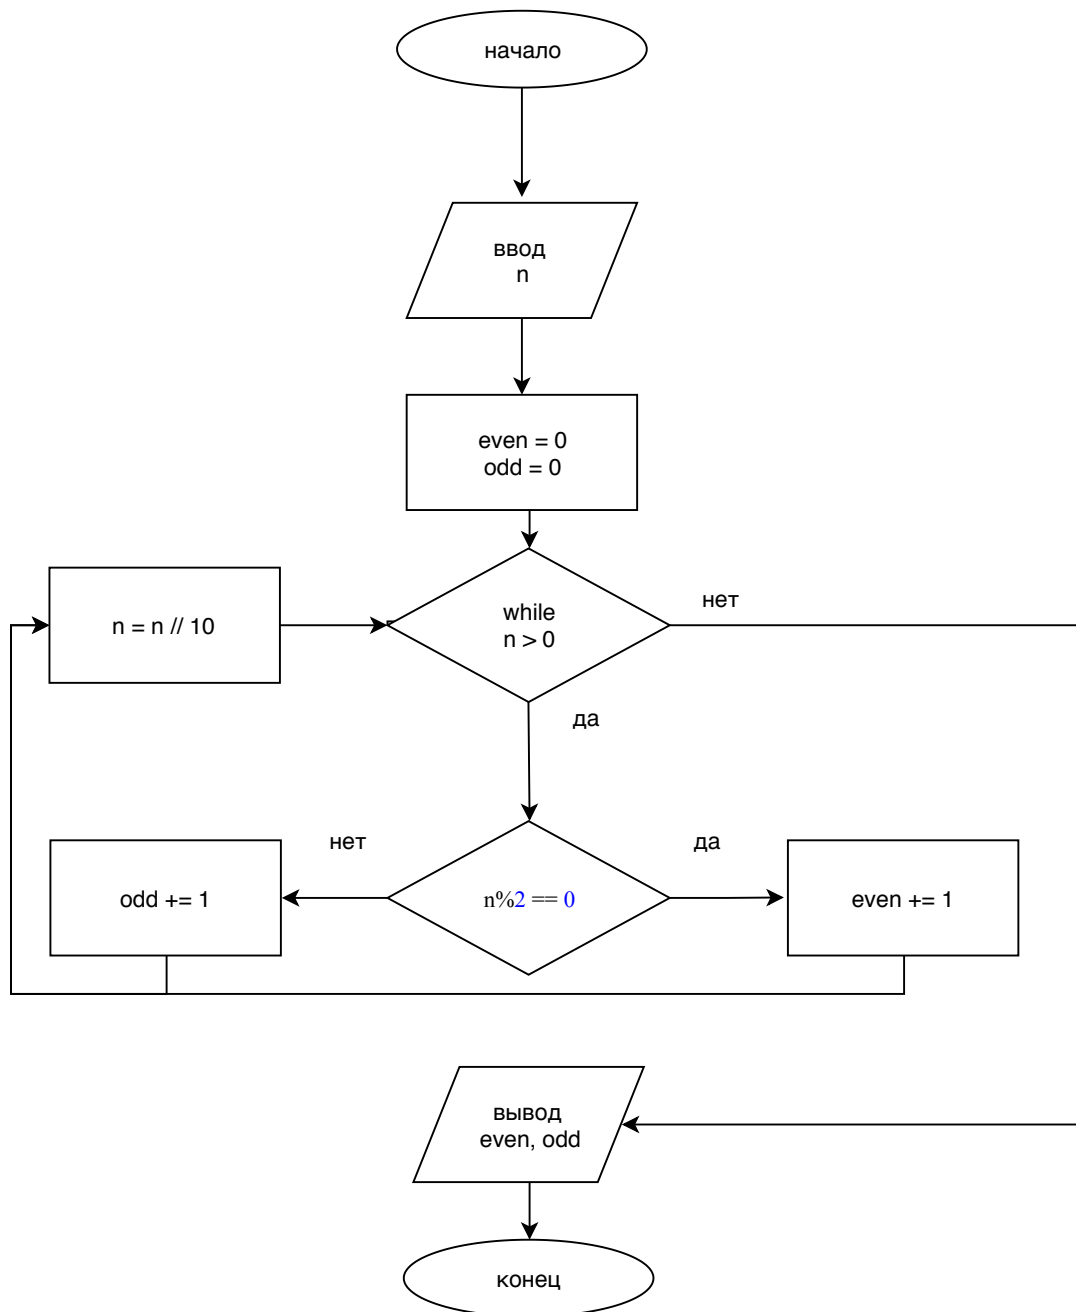 начало
ввод
n
even = 0
odd = 0
n = n // 10
while
n > 0
нет
да
нет
да
odd += 1
n%2 == 0
even += 1
вывод
even, odd
конец